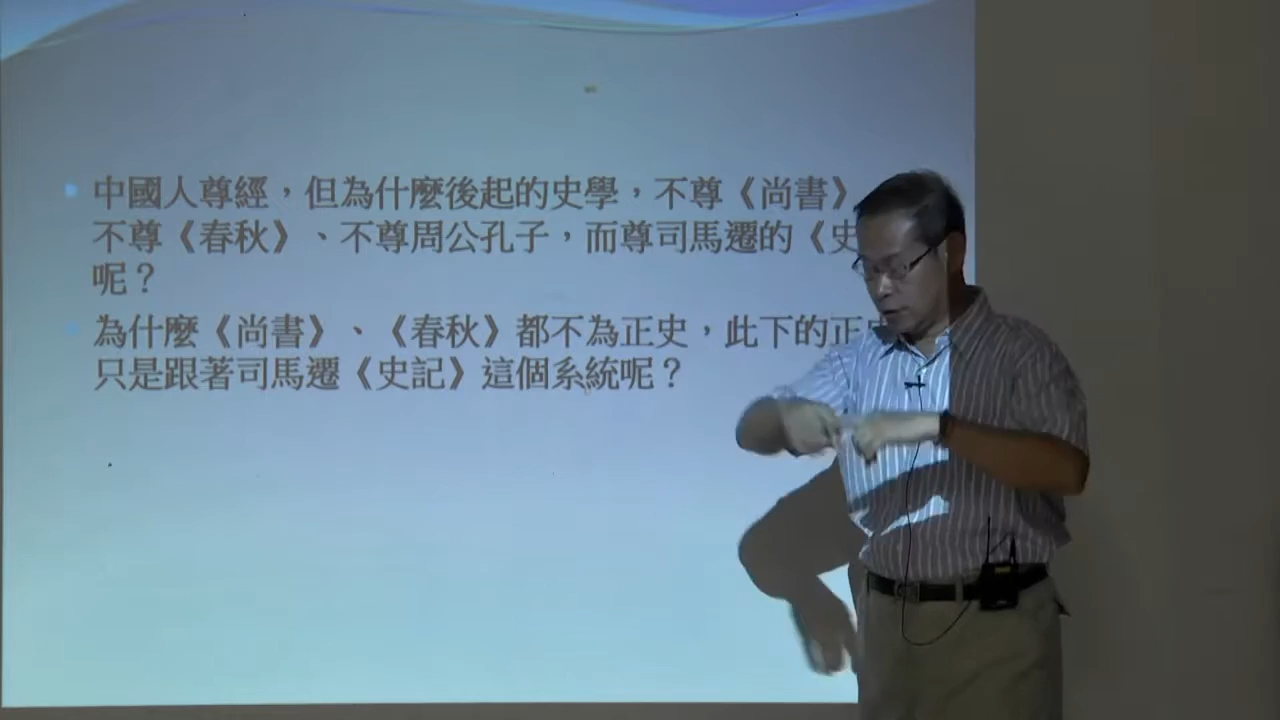 中國人尊經，但為什麼後起的史學，不尊《尚書》
不尊《春秋》、不尊周公孔子，而尊司馬遷的《史
呢？
為什麼《尚書》、《春秋》都不為正史，此下的正史
只是跟著司馬遷《史記》這個系統呢？